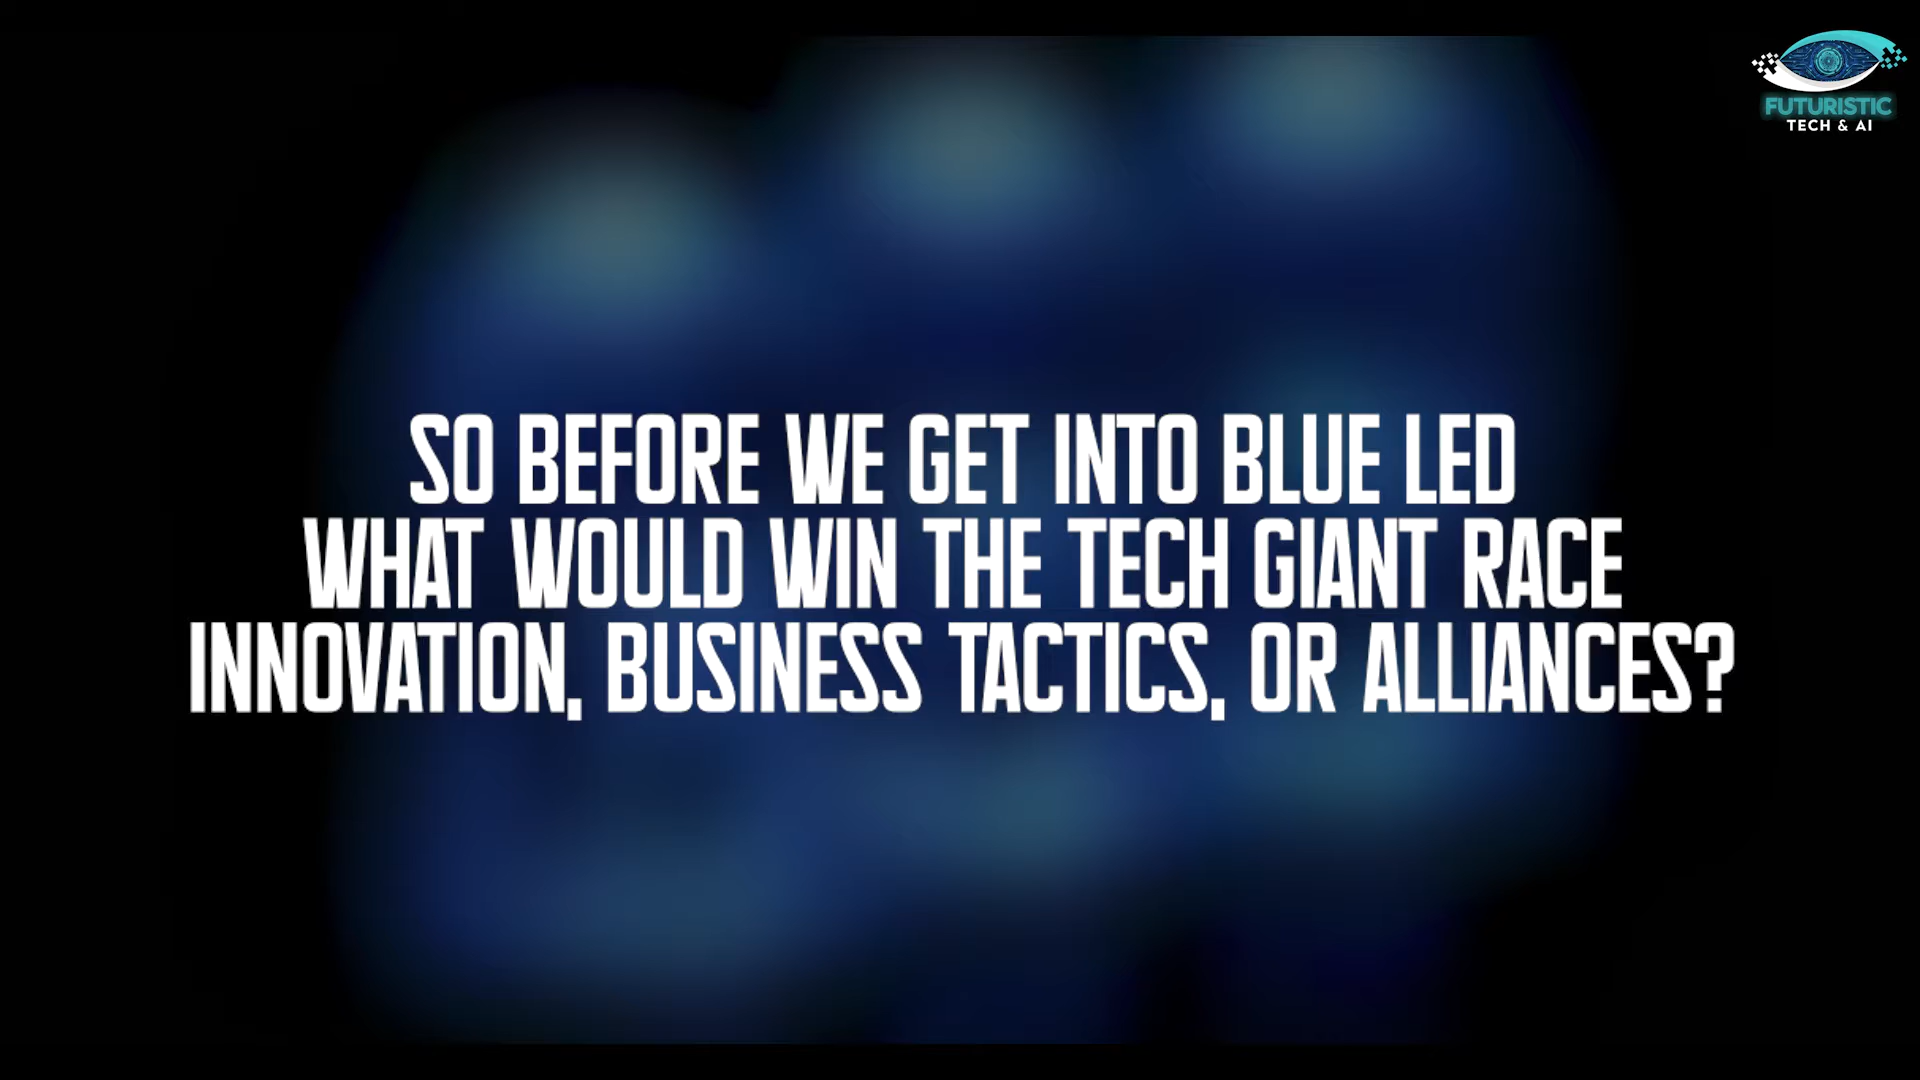 FUTURISTIC
TECH & AI
SO BEFORE WE GET INTO BLUE LED
WHAT WOULD WIN THE TECH GIANT RACE
INNOVATION, BUSINESS TACTICS, OR ALLIANCES?